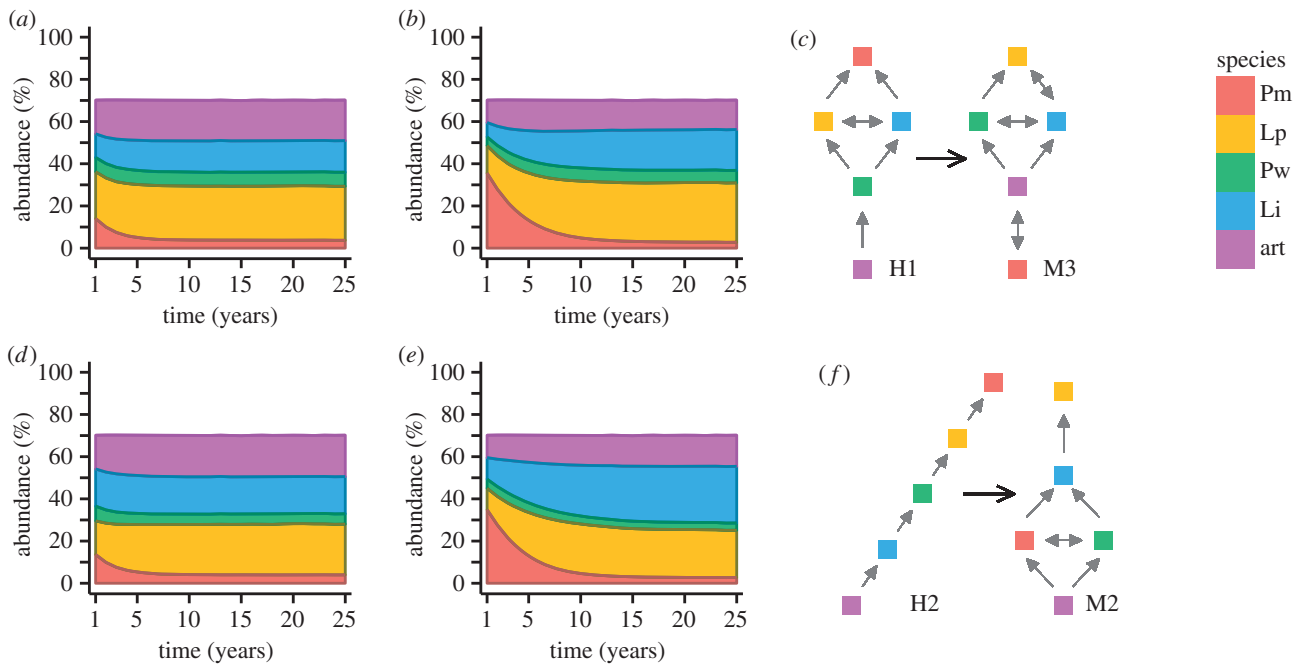 (a)
100
80
60
40
20
0
abundance (%)
1 5 10 15 20 25
time (years)
(b)
100
80
60
40
20
0
abundance (%)
1 5 10 15 20 25
time (years)
(c)
H1
M3
species
Pm
Lp
Pw
Li
art
(d)
100
80
60
40
20
0
abundance (%)
1 5 10 15 20 25
time (years)
(e)
100
80
60
40
20
0
abundance (%)
1 5 10 15 20 25
time (years)
(f)
H2
M2